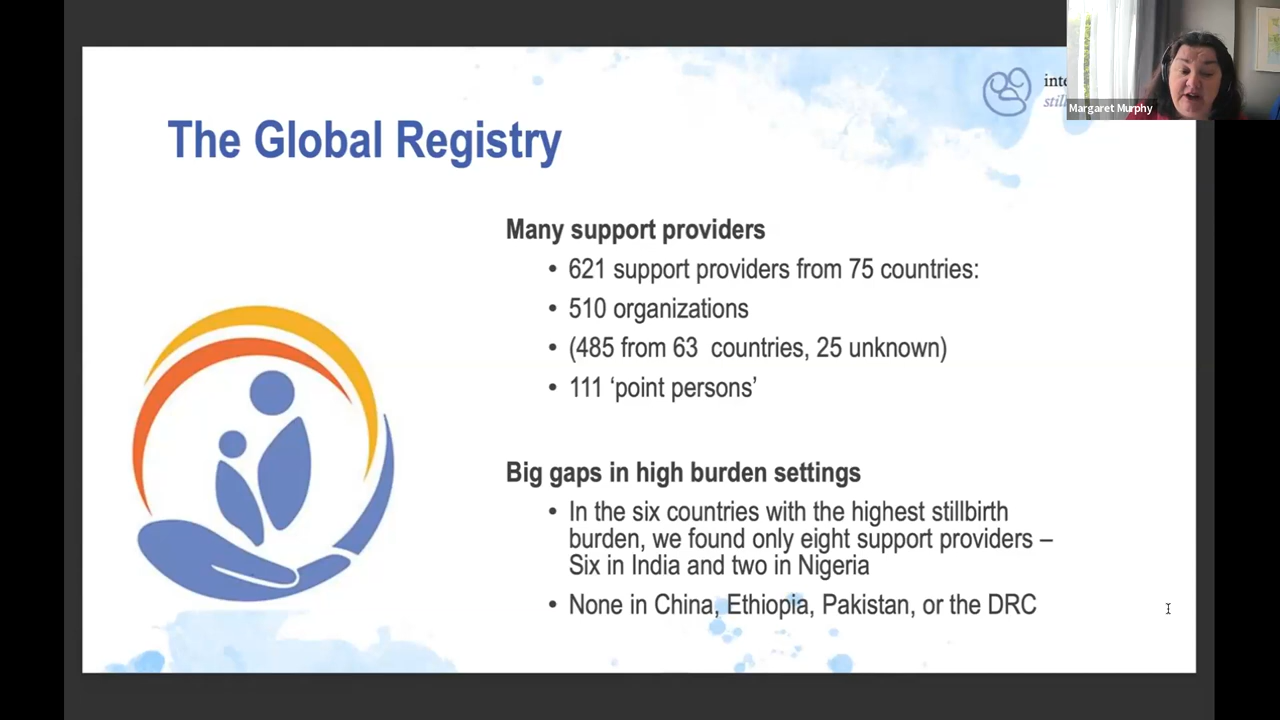 inte
stil
Margaret Murphy
The Global Registry
Many support providers
• 621 support providers from 75 countries:
• 510 organizations
• (485 from 63 countries, 25 unknown)
• 111 ‘point persons’
Big gaps in high burden settings
• In the six countries with the highest stillbirth
burden, we found only eight support providers –
Six in India and two in Nigeria
• None in China, Ethiopia, Pakistan, or the DRC